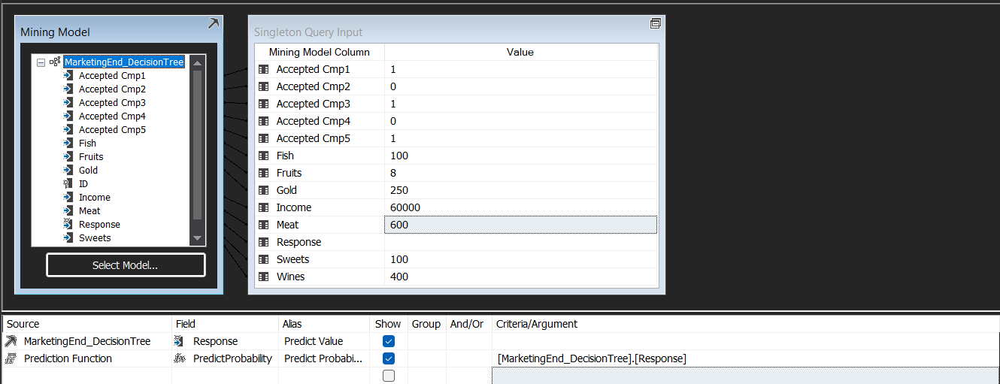 Mining Model
MarketingEnd_DecisionTree
Accepted Cmp1
Accepted Cmp2
Accepted Cmp3
Accepted Cmp4
Accepted Cmp5
Fish
Fruits
Gold
ID
Income
Meat
Response
Sweets
Select Model...
Singleton Query Input
Mining Model Column Value
Accepted Cmp1 1
Accepted Cmp2 0
Accepted Cmp3 1
Accepted Cmp4 0
Accepted Cmp5 1
Fish 100
Fruits 8
Gold 250
Income 60000
Meat 600
Response
Sweets 100
Wines 400
Source Field Alias Show Group And/Or Criteria/Argument
MarketingEnd_DecisionTree Response Predict Value
Prediction Function PredictProbability Predict Probabi... [MarketingEnd_DecisionTree].[Response]